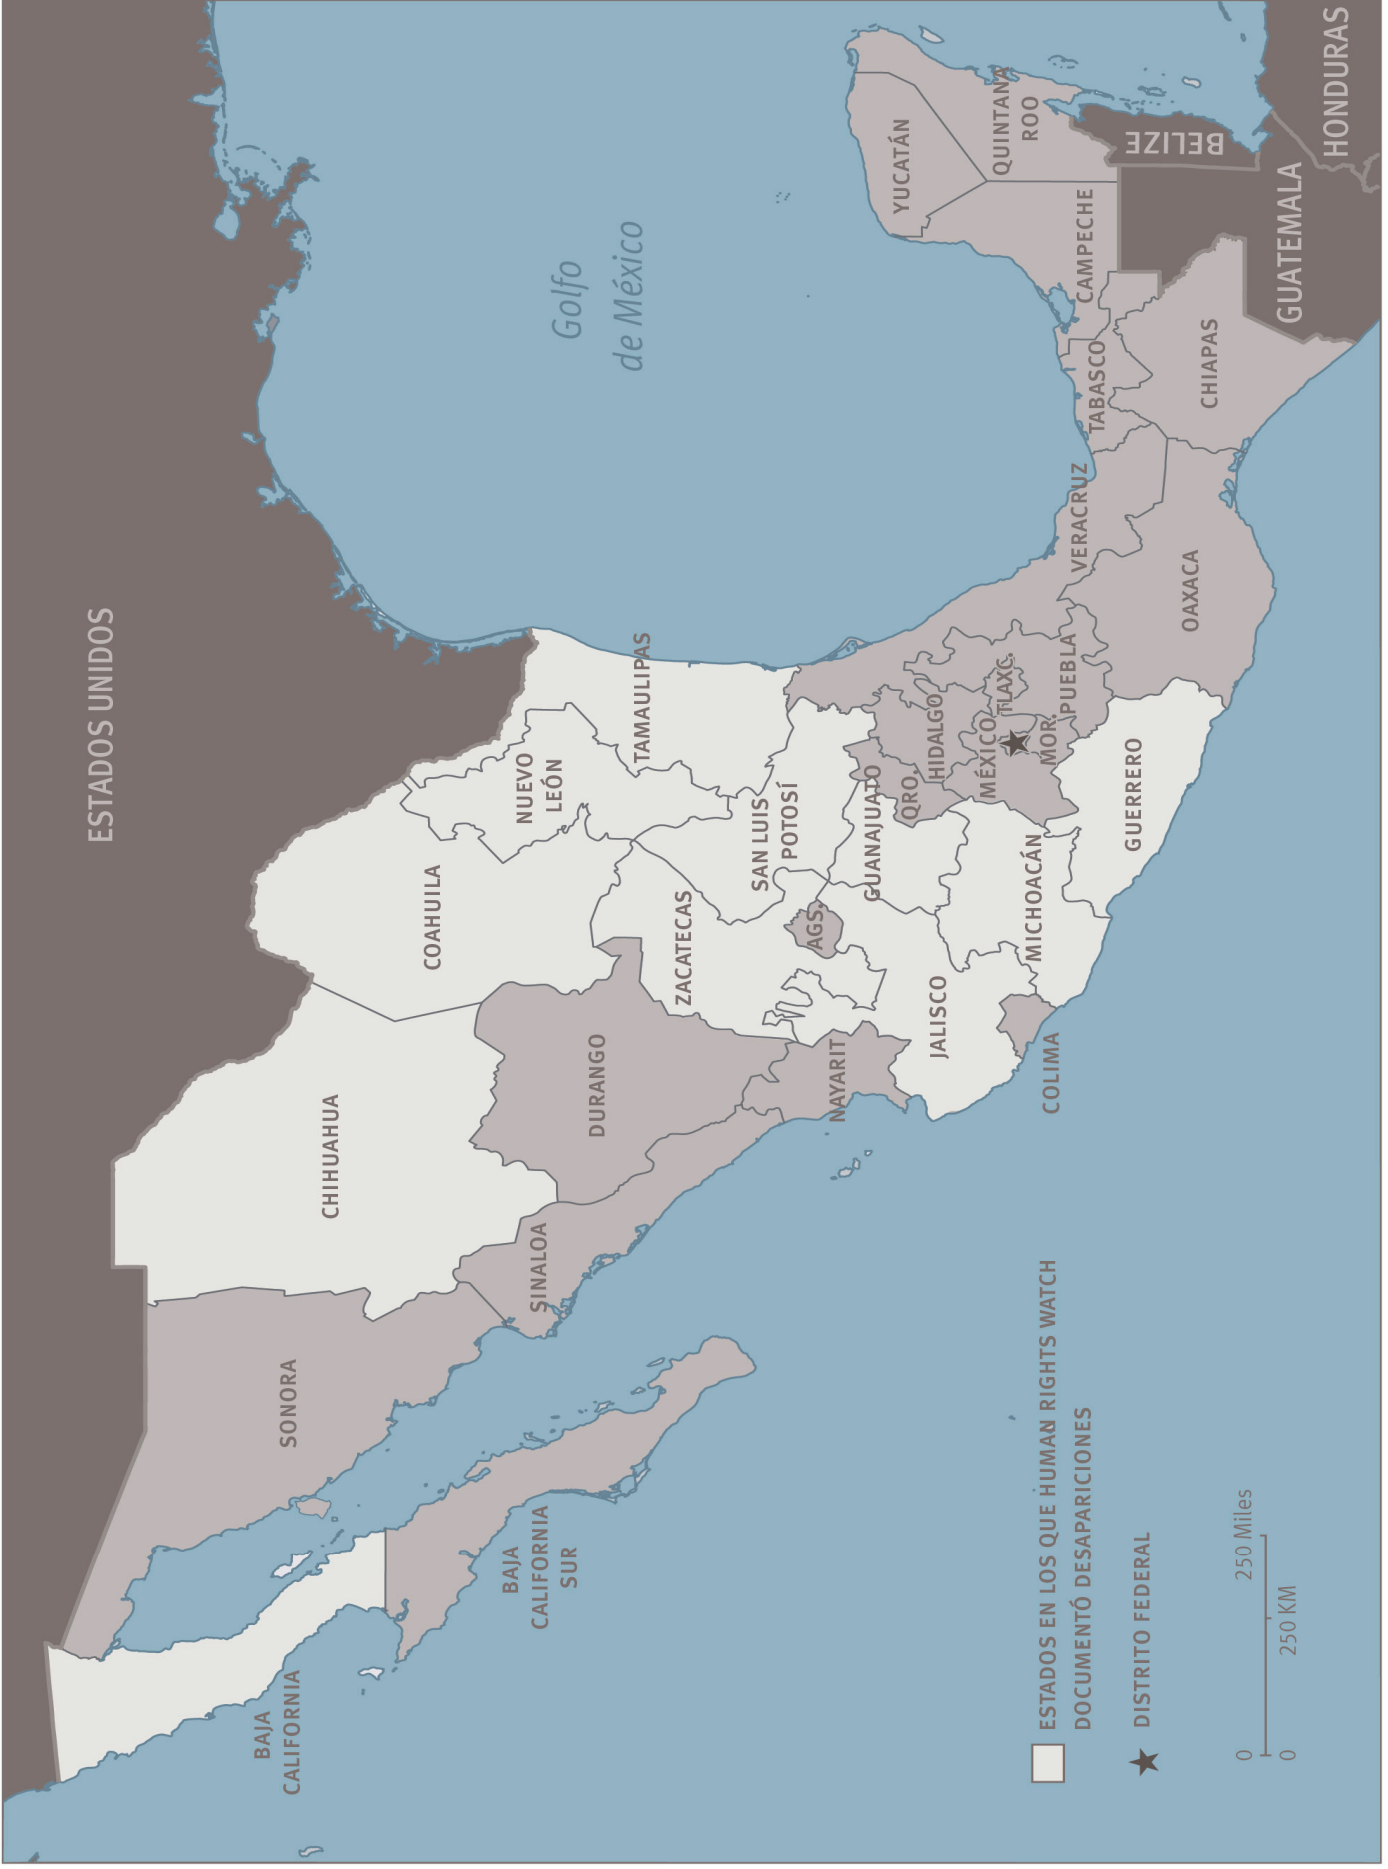 ESTADOS UNIDOS
BAJA
CALIFORNIA
SONORA
CHIHUAHUA
COAHUILA
NUEVO
LEÓN
TAMAULIPAS
BAJA
CALIFORNIA
SUR
SINALOA
DURANGO
ZACATECAS
SAN LUIS
POTOSÍ
Golfo
de México
NAYARIT
AGS.
GUANAJUATO
QRO.
HIDALGO
JALISCO
COLIMA
MICHOACÁN
MÉXICO
TLAXC.
MOR.
PUEBLA
VERACRUZ
GUERRERO
OAXACA
TABASCO
CHIAPAS
CAMPECHE
YUCATÁN
QUINTANA
ROO
BELIZE
GUATEMALA
HONDURAS
ESTADOS EN LOS QUE HUMAN RIGHTS WATCH
DOCUMENTÓ DESAPARICIONES
DISTRITO FEDERAL
0 250 Miles
0 250 KM